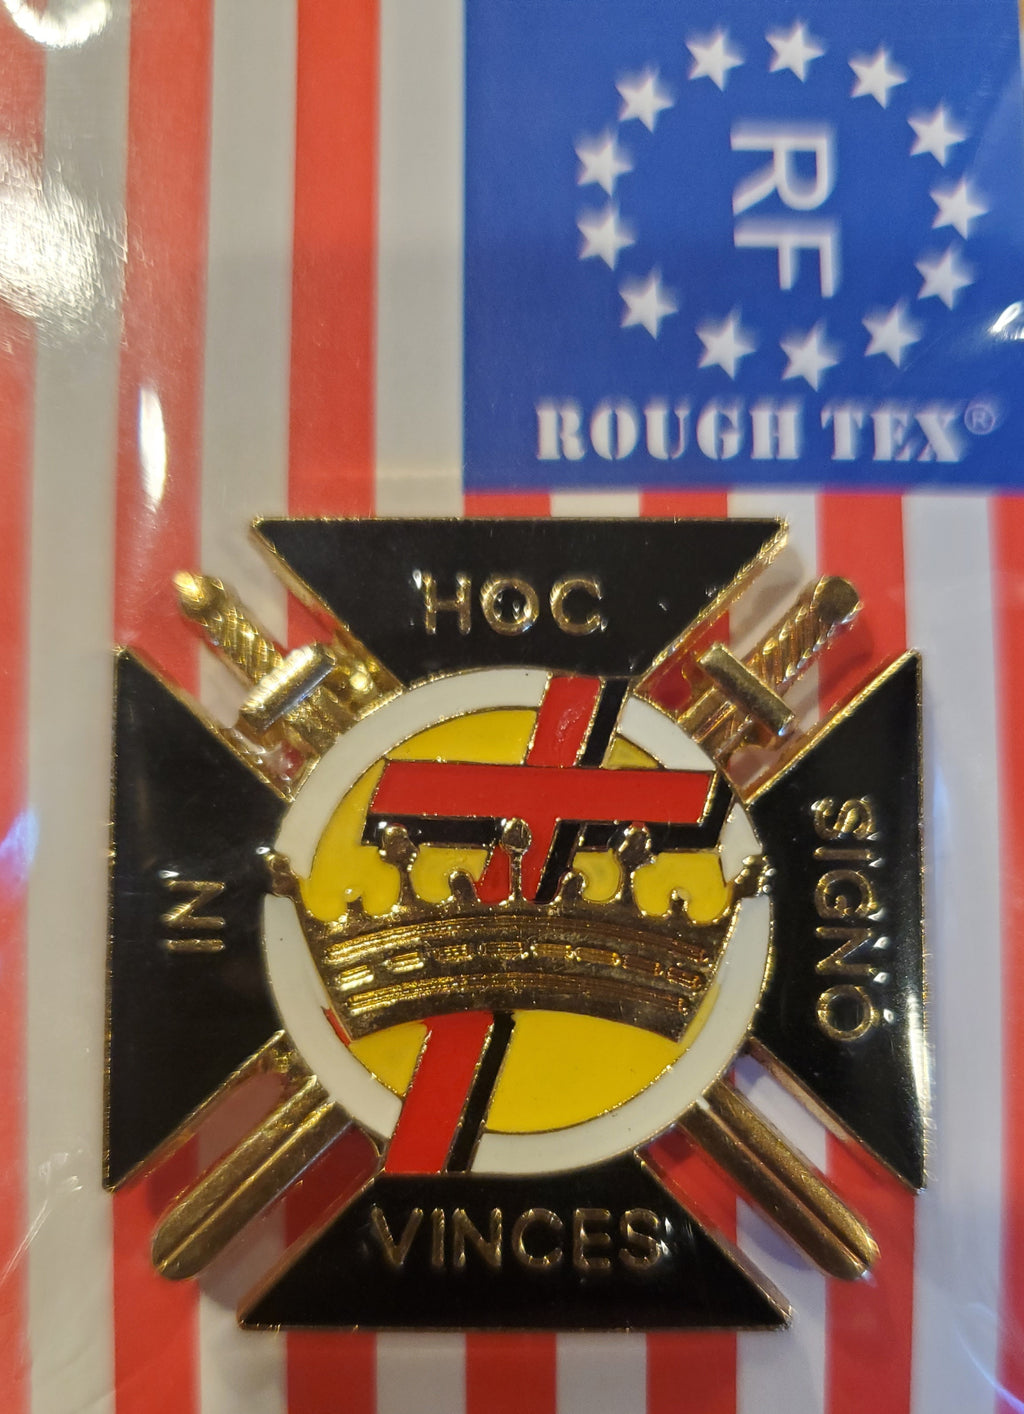 RF
ROUGH TEX®
IN
HOC
SIGNO
VINCES